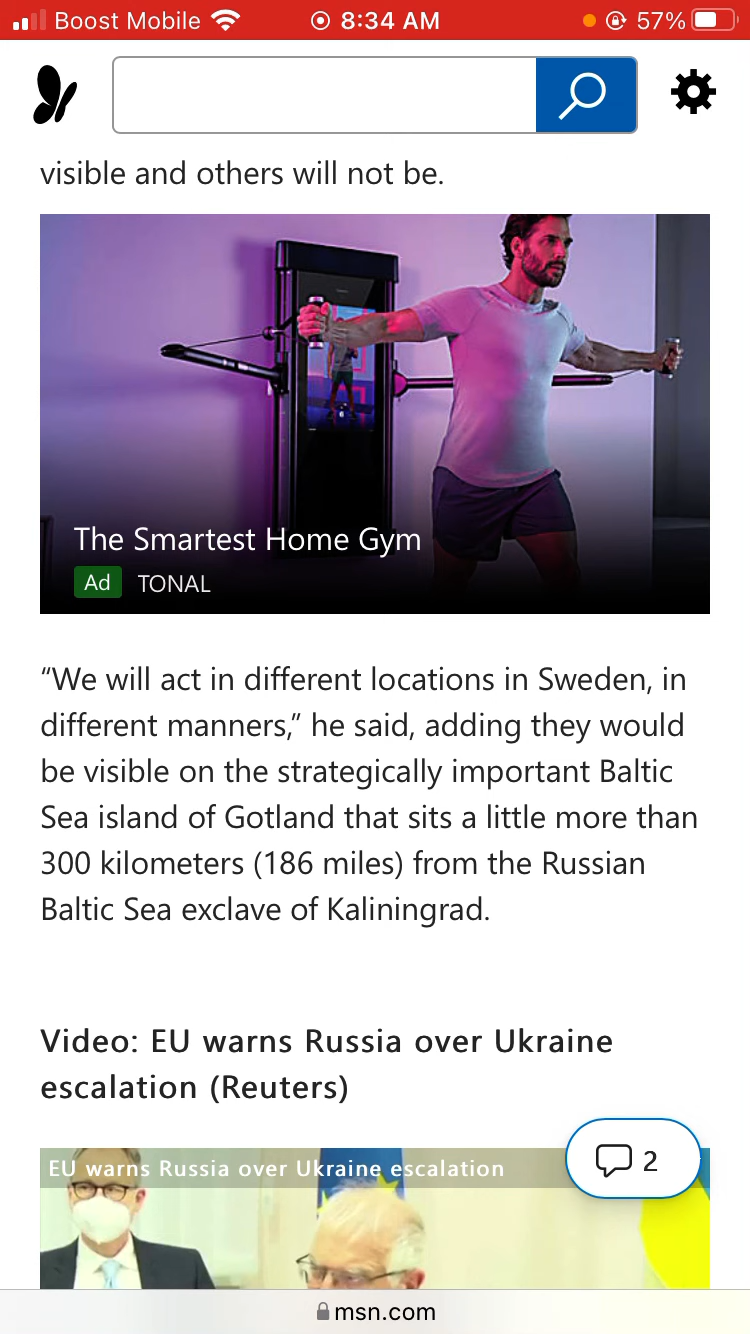 Boost Mobile 8:34 AM 57%
visible and others will not be.
The Smartest Home Gym
Ad TONAL
“We will act in different locations in Sweden, in
different manners,” he said, adding they would
be visible on the strategically important Baltic
Sea island of Gotland that sits a little more than
300 kilometers (186 miles) from the Russian
Baltic Sea exclave of Kaliningrad.
Video: EU warns Russia over Ukraine
escalation (Reuters)
2
EU warns Russia over Ukraine escalation
msn.com